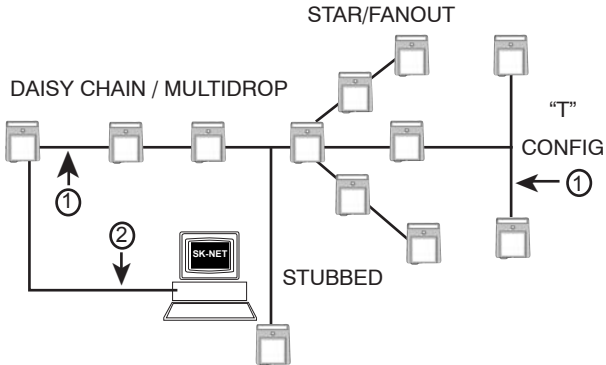 STAR/FANOUT
DAISY CHAIN / MULTIDROP
“T”
CONFIG
1
1
2
SK-NET
STUBBED